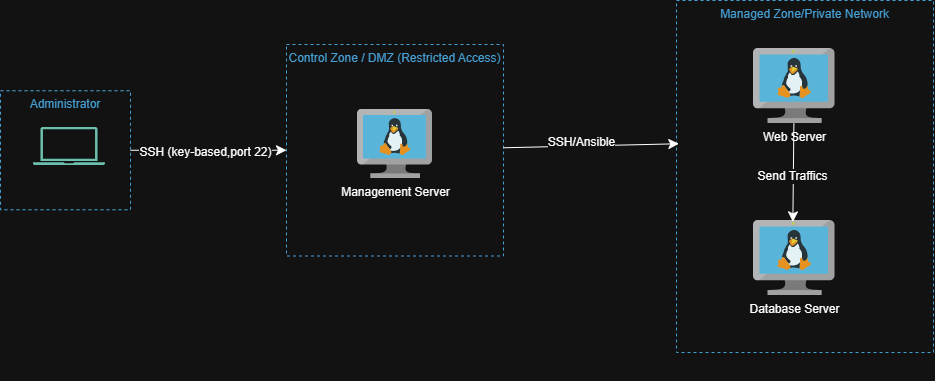 Administrator
SSH (key-based,port 22)
Control Zone / DMZ (Restricted Access)
Management Server
SSH/Ansible
Managed Zone/Private Network
Web Server
Send Traffics
Database Server